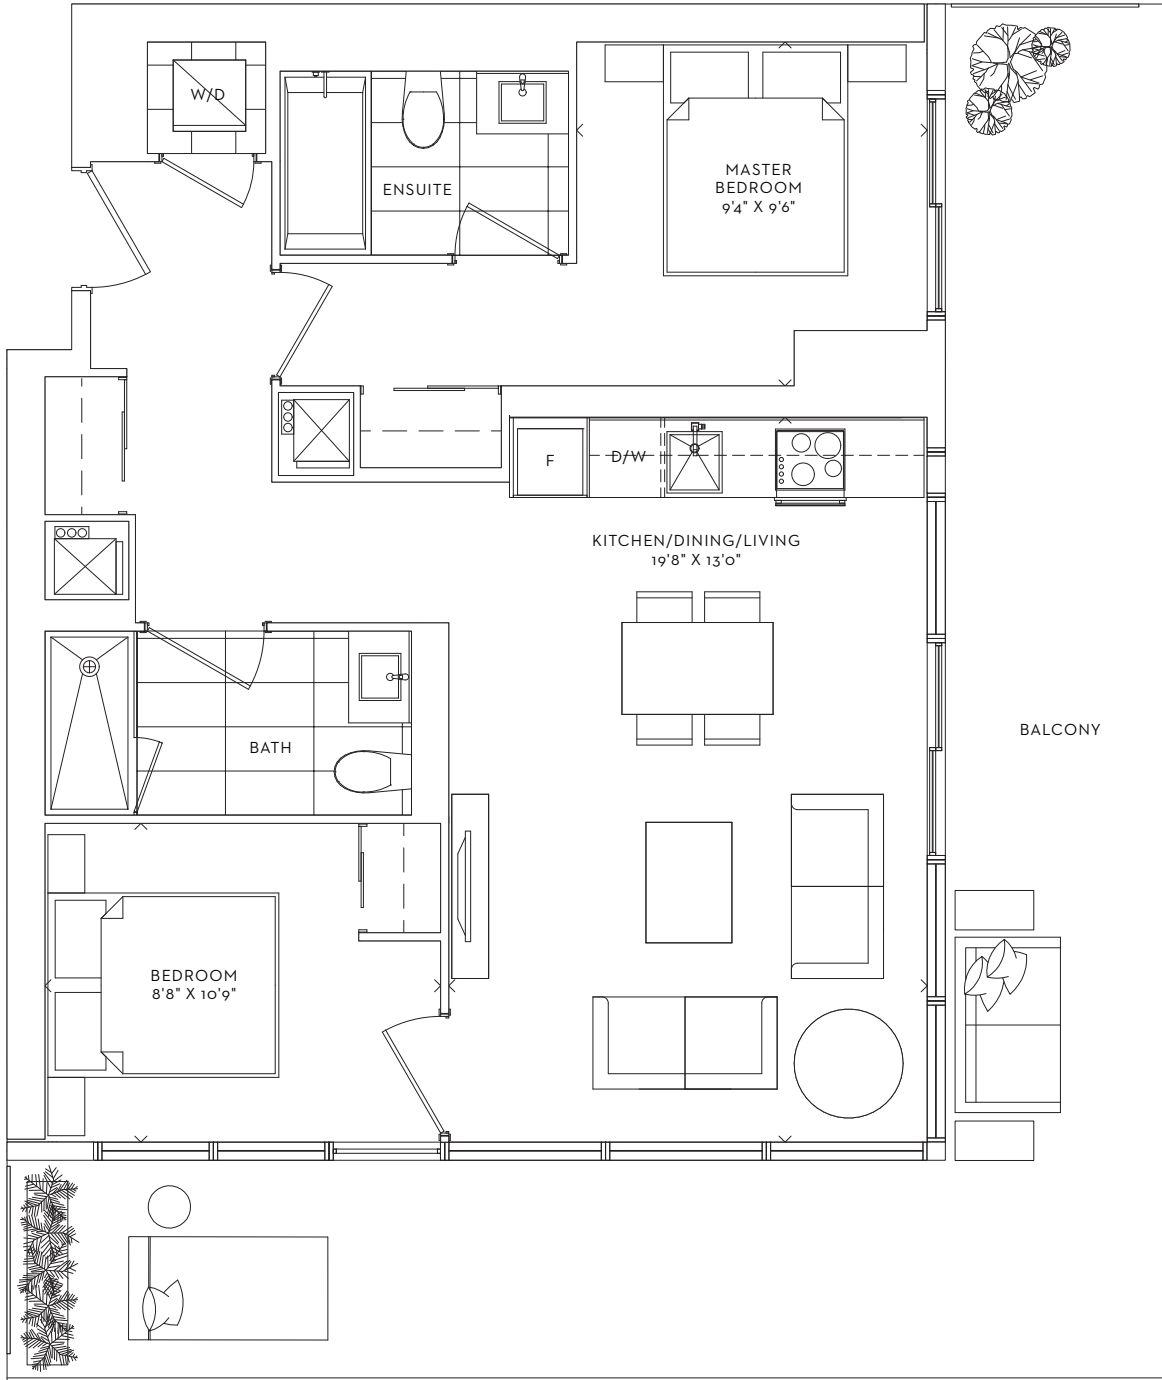 W/D
ENSUITE
MASTER
BEDROOM
9'4" X 9'6"
F
D/W
KITCHEN/DINING/LIVING
19'8" X 13'0"
BALCONY
BATH
BEDROOM
8'8" X 10'9"